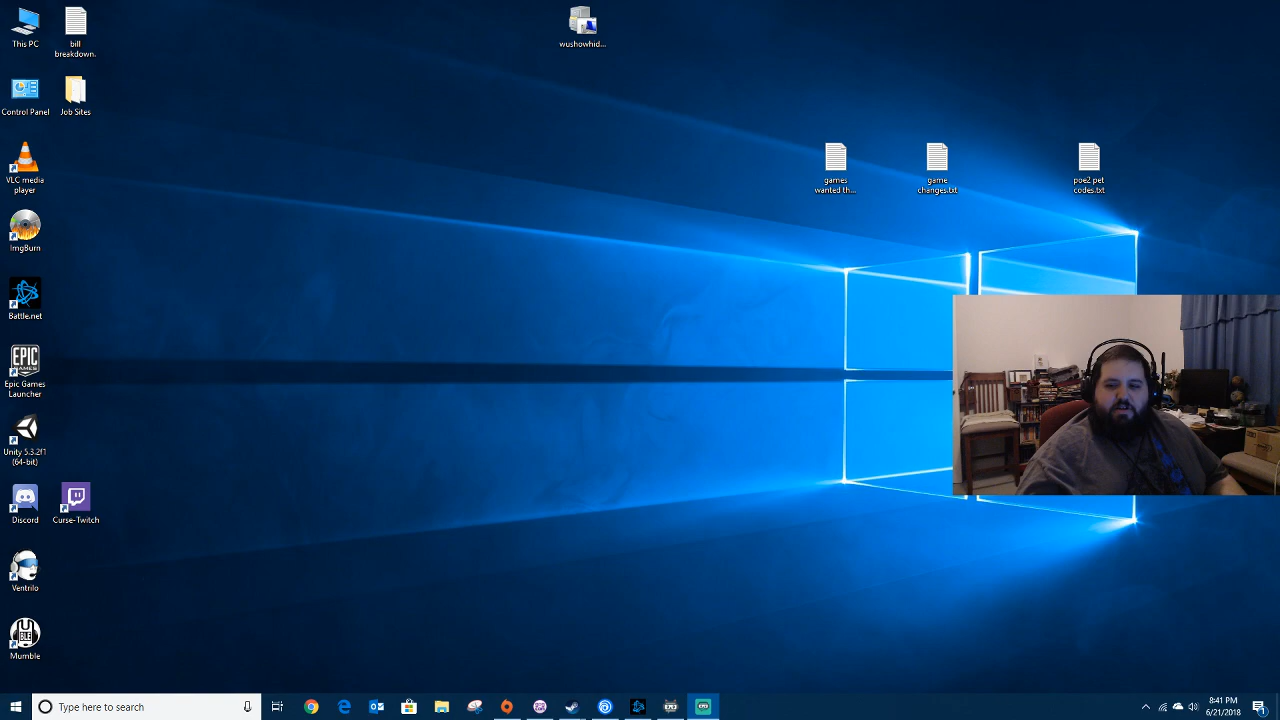 This PC
bill
breakdown.
wushowhid...
Control Panel
Job Sites
VLC media
player
games
wanted th...
game
changes.txt
poe2 pet
codes.txt
ImgBurn
Battle.net
EPIC
GAMES
Epic Games
Launcher
Unity 5.3.2f1
(64-bit)
Discord
Curse-Twitch
Ventrilo
Mumble
Type here to search
8:41 PM
6/21/2018